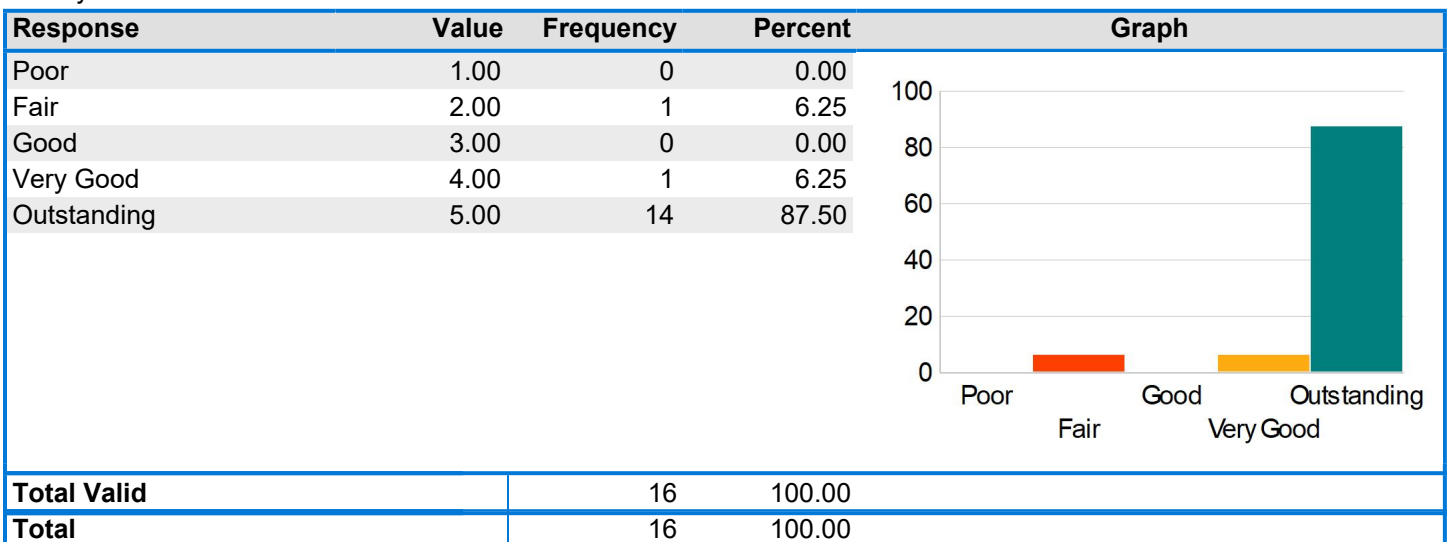 Response Value Frequency Percent Graph
Poor 1.00 0 0.00
Fair 2.00 1 6.25
Good 3.00 0 0.00
Very Good 4.00 1 6.25
Outstanding 5.00 14 87.50
100
80
60
40
20
0
Poor Good Outstanding
Fair Very Good
Total Valid 16 100.00
Total 16 100.00